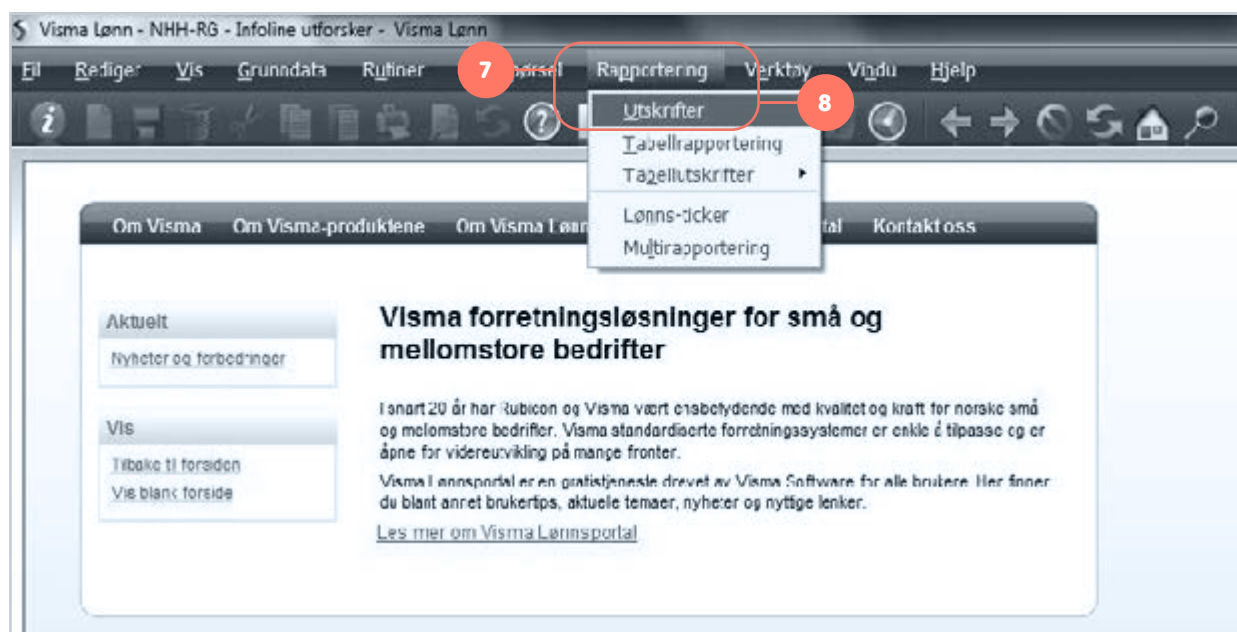 Visma Lønn - NHH-RG - Infoline utforsker - Visma Lønn
Fil Rediger Vis Grunndata Rutiner 7 Rapportering Verktøy Vindu Hjelp
Utskrifter 8
Tabellrapportering
Tabellutskrifter
Lønns-ticker
Multirapportering
Om Visma Om Visma-produktene Om Visma Kontakt oss
Aktuelt
Nyheter og forbedringer
Vis
Tilbake til forsiden
Vis blank forside
Visma forretningsløsninger for små og
mellomstore bedrifter
I snart 20 år har Rubicon og Visma vært ensbetydende med kvalitet og kraft for norske små
og mellomstore bedrifter. Visma standardiserte forretningssystemer er enkle å tilpasse og er
åpne for videreutvikling på mange fronter.
Visma Lønnsportal er en gratistjeneste drevet av Visma Software for alle brukere. Her finner
du blant annet brukertips, aktuelle temaer, nyheter og nyttige lenker.
Les mer om Visma Lønnsportal